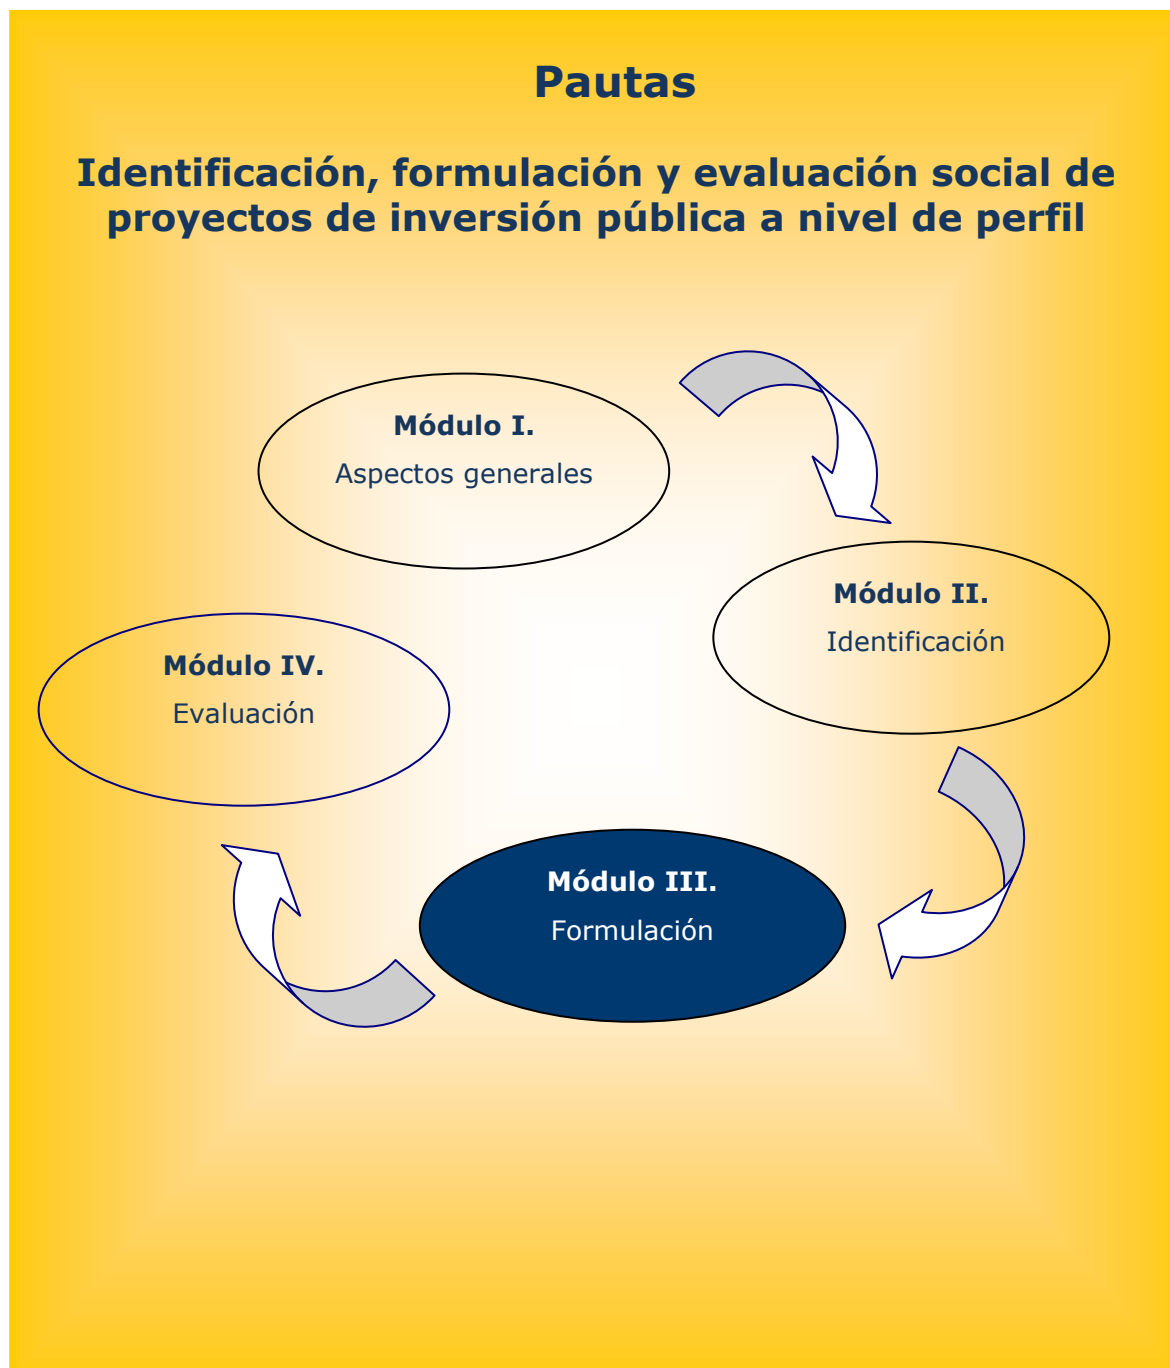 Pautas
Identificación, formulación y evaluación social de
proyectos de inversión pública a nivel de perfil
Módulo I.
Aspectos generales
Módulo II.
Identificación
Módulo III.
Formulación
Módulo IV.
Evaluación